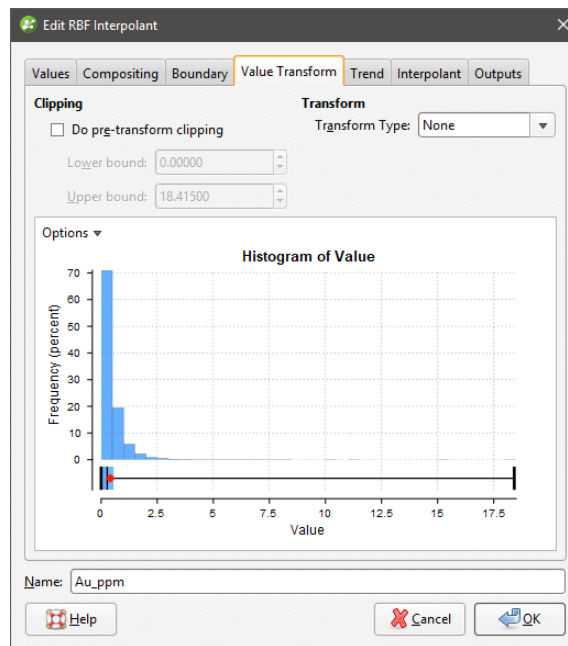 Edit RBF Interpolant
Values Compositing Boundary Value Transform Trend Interpolant Outputs
Clipping
Do pre-transform clipping
Lower bound: 0.00000
Upper bound: 18.41500
Transform
Transform Type: None
Options
Histogram of Value
Frequency (percent)
70
60
50
40
30
20
10
0
0 2.5 5 7.5 10 12.5 15 17.5
Value
Name: Au_ppm
Help Cancel OK